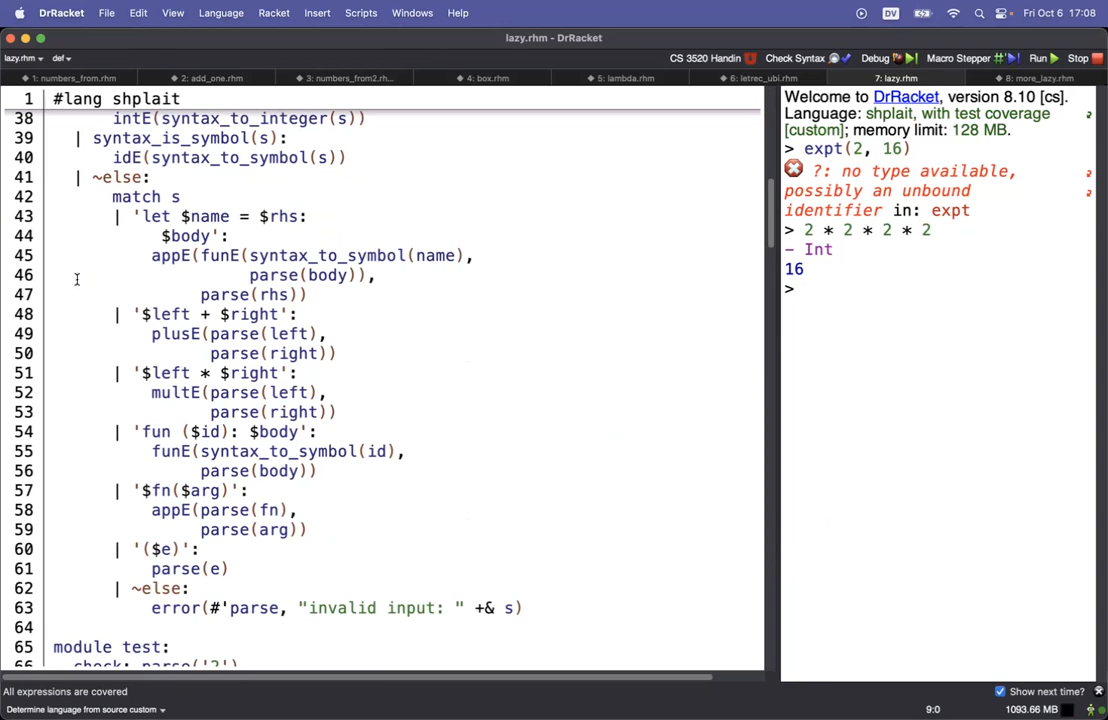 DrRacket File Edit View Language Racket Insert Scripts Windows Help DV Fri Oct 6 17:08
lazy.rhm - DrRacket
lazy.rhm def CS 3520 Handin Check Syntax Debug Macro Stepper Run Stop
1: numbers_from.rhm 2: add_one.rhm 3: numbers_from2.rh... 4: box.rhm 5: lambda.rhm 6: letrec_ubi.rhm 7: lazy.rhm 8: more_lazy.rhm
1 #lang shplait
38 intE(syntax_to_integer(s))
39 | syntax_is_symbol(s):
40 idE(syntax_to_symbol(s))
41 | ~else:
42 match s
43 | 'let $name = $rhs:
44 $body':
45 appE(funE(syntax_to_symbol(name),
46 parse(body)),
47 parse(rhs))
48 | '$left + $right':
49 plusE(parse(left),
50 parse(right))
51 | '$left * $right':
52 multE(parse(left),
53 parse(right))
54 | 'fun ($id): $body':
55 funE(syntax_to_symbol(id),
56 parse(body))
57 | '$fn($arg)':
58 appE(parse(fn),
59 parse(arg))
60 | '($e)':
61 parse(e)
62 | ~else:
63 error(#'parse, "invalid input: " +& s)
64
65 module test:
66 check: parse('2')
Welcome to DrRacket, version 8.10 [cs].
Language: shplait, with test coverage
[custom]; memory limit: 128 MB.
> expt(2, 16)
?: no type available,
possibly an unbound
identifier in: expt
> 2 * 2 * 2 * 2
- Int
16
>
All expressions are covered Show next time?
Determine language from source custom 9:0 1093.66 MB